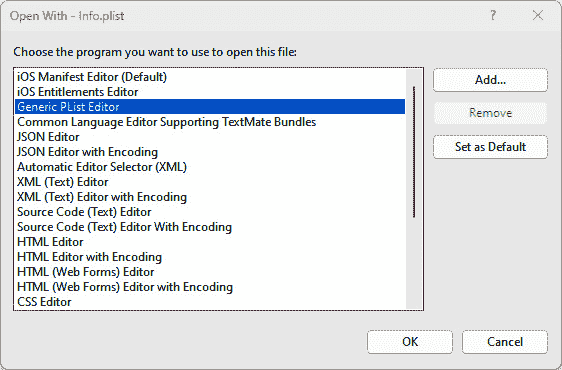 Open With - Info.plist
Choose the program you want to use to open this file:
iOS Manifest Editor (Default)
iOS Entitlements Editor
Generic PList Editor
Common Language Editor Supporting TextMate Bundles
JSON Editor
JSON Editor with Encoding
Automatic Editor Selector (XML)
XML (Text) Editor
XML (Text) Editor with Encoding
Source Code (Text) Editor
Source Code (Text) Editor With Encoding
HTML Editor
HTML Editor with Encoding
HTML (Web Forms) Editor
HTML (Web Forms) Editor with Encoding
CSS Editor
Add...
Remove
Set as Default
OK
Cancel